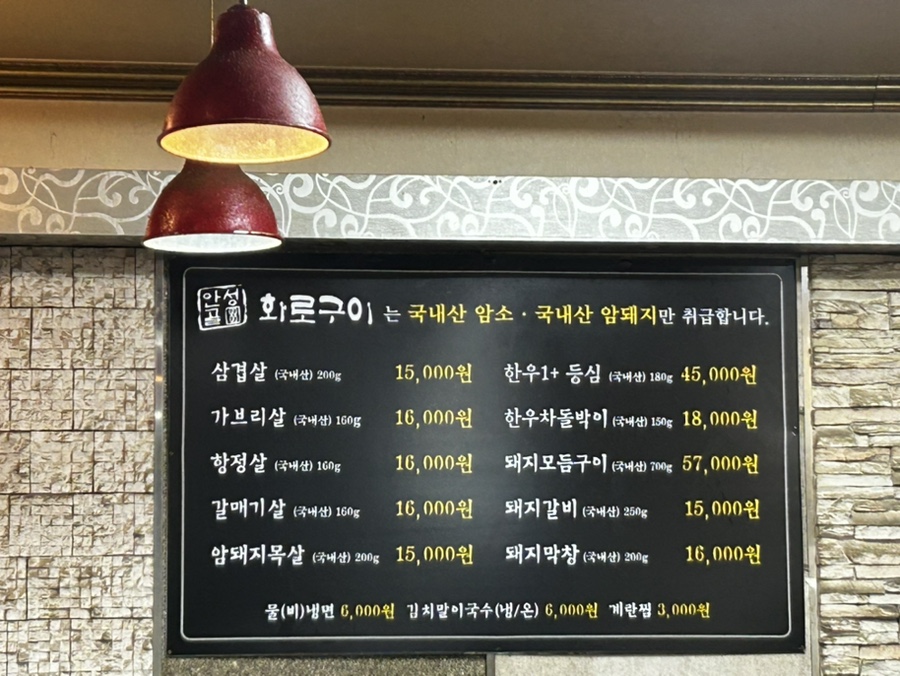 안성골 화로구이는 국내산 암소 · 국내산 암돼지만 취급합니다.
삼겹살 (국내산) 200g 15,000원
가브리살 (국내산) 160g 16,000원
항정살 (국내산) 160g 16,000원
갈매기살 (국내산) 160g 16,000원
암돼지목살 (국내산) 200g 15,000원
한우1+ 등심 (국내산) 180g 45,000원
한우차돌박이 (국내산) 150g 18,000원
돼지모듬구이 (국내산) 700g 57,000원
돼지갈비 (국내산) 250g 15,000원
돼지막창 (국내산) 200g 16,000원
물(비)냉면 6,000원 김치말이국수(냉/온) 6,000원 계란찜 3,000원